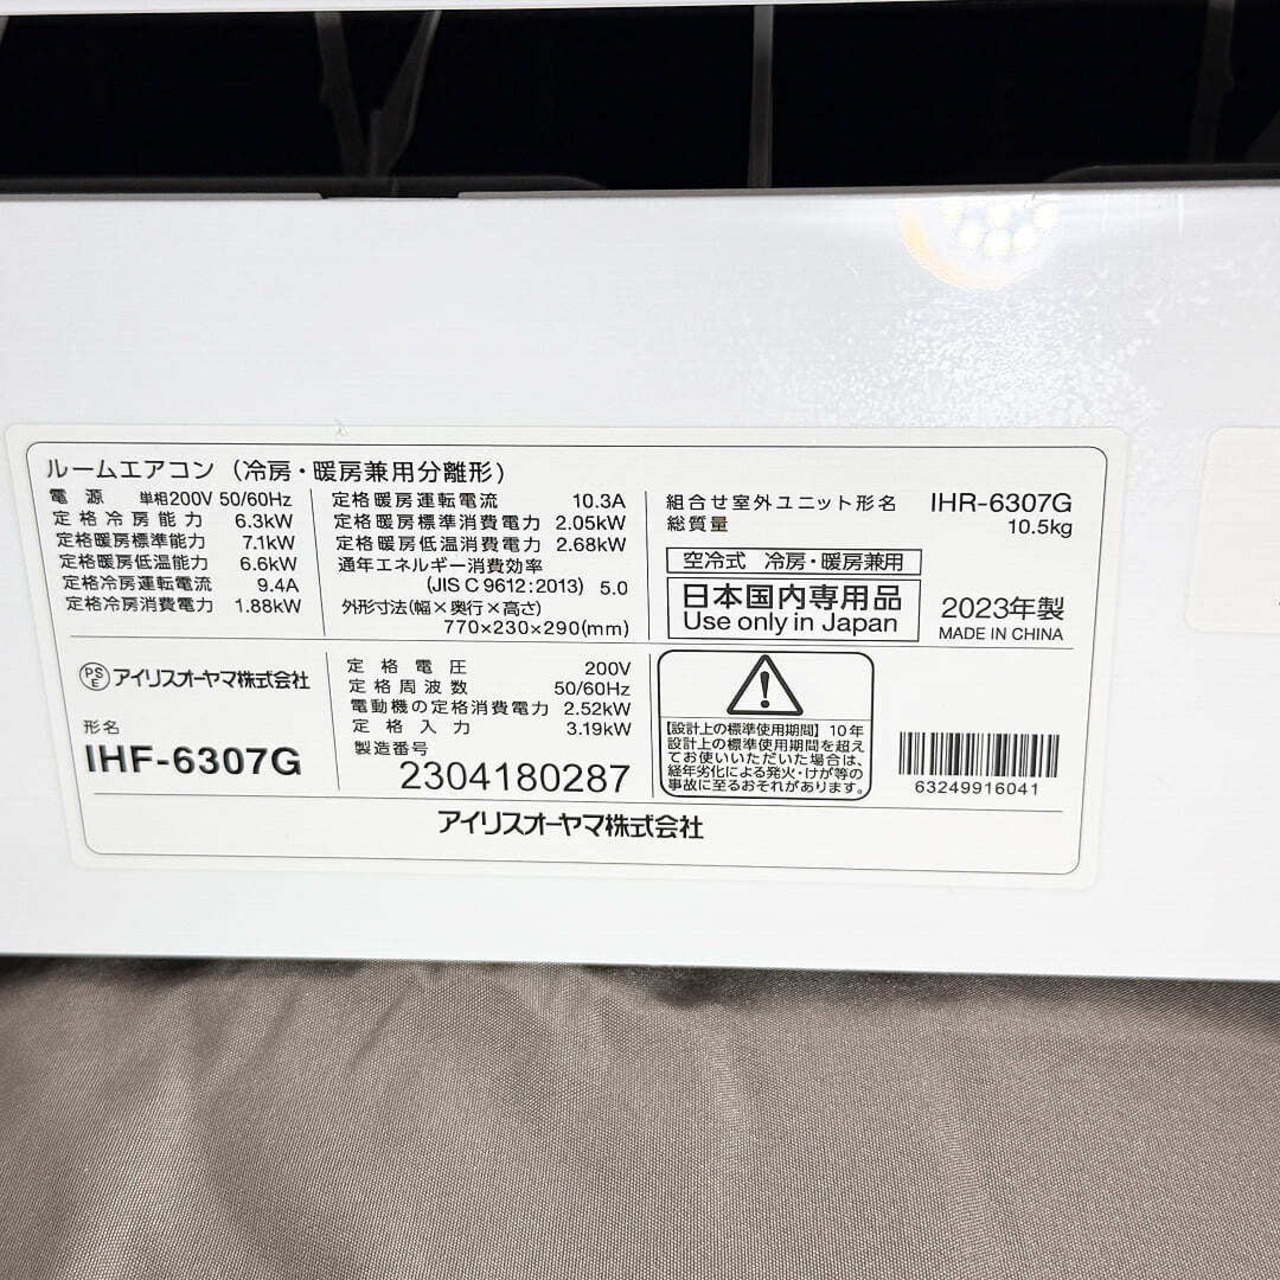 ルームエアコン（冷房・暖房兼用分離形）
電源 単相200V 50/60Hz
定格冷房能力 6.3kW
定格暖房標準能力 7.1kW
定格暖房低温能力 6.6kW
定格冷房運転電流 9.4A
定格冷房消費電力 1.88kW
定格暖房運転電流 10.3A
定格暖房標準消費電力 2.05kW
定格暖房低温消費電力 2.68kW
通年エネルギー消費効率
(JIS C 9612:2013) 5.0
外形寸法(幅×奥行×高さ)
770×230×290(mm)
組合せ室外ユニット形名 IHR-6307G
総質量 10.5kg
空冷式 冷房・暖房兼用
日本国内専用品
Use only in Japan
2023年製
MADE IN CHINA
PSE アイリスオーヤマ株式会社
形名
IHF-6307G
定格電圧 200V
定格周波数 50/60Hz
電動機の定格消費電力 2.52kW
定格入力 3.19kW
製造番号
2304180287
【設計上の標準使用期間】10年
設計上の標準使用期間を超え
てお使いいただいた場合は、
経年劣化による発火・けが等の
事故に至るおそれがあります。
63249916041
アイリスオーヤマ株式会社